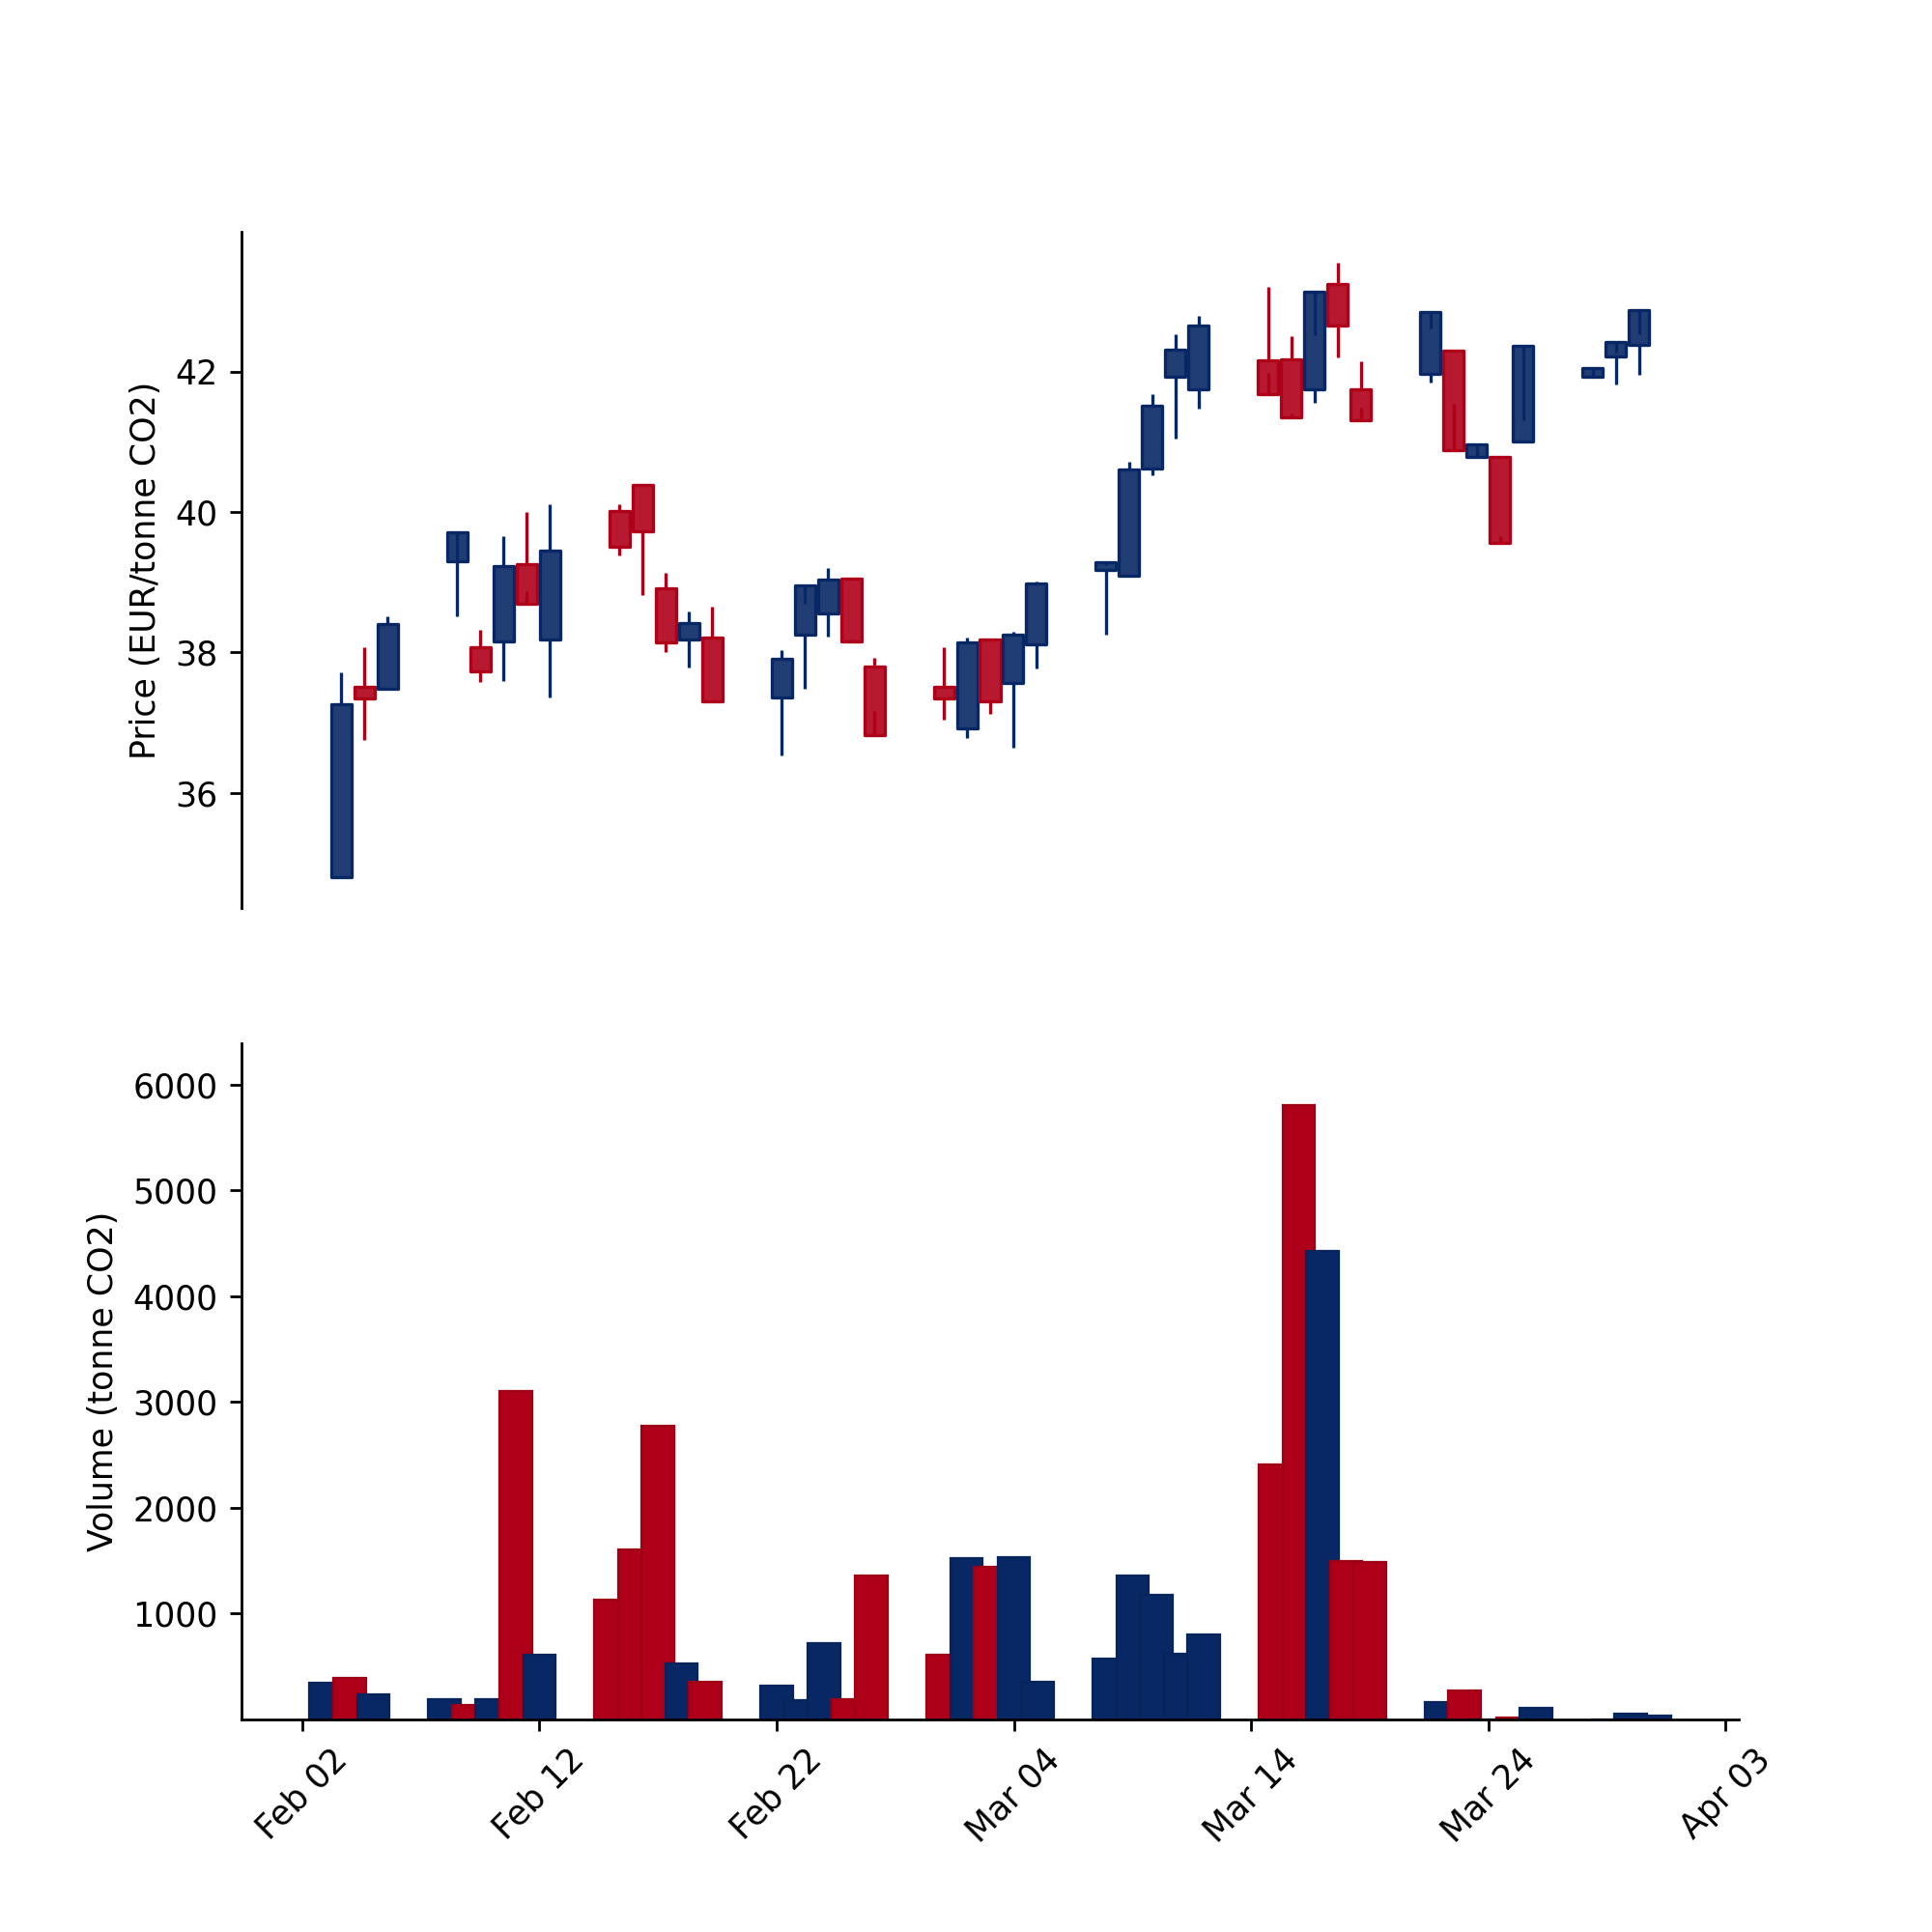 Price (EUR/tonne CO2)
42
40
38
36
Volume (tonne CO2)
6000
5000
4000
3000
2000
1000
Feb 02
Feb 12
Feb 22
Mar 04
Mar 14
Mar 24
Apr 03